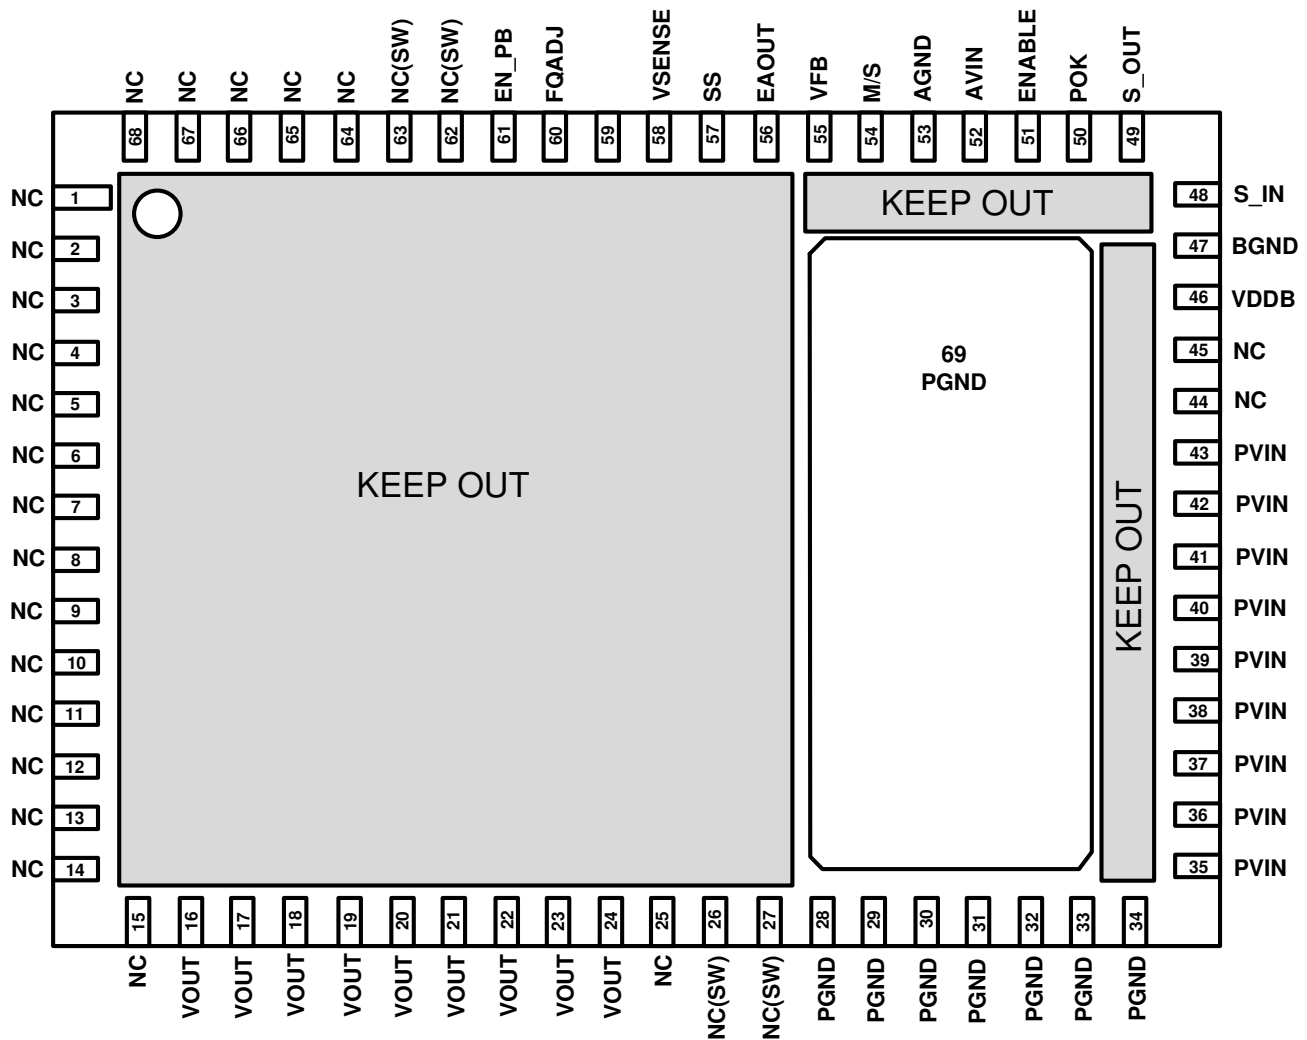 NC
NC
NC
NC
NC
NC(SW)
NC(SW)
EN_PB
FQADJ
VSENSE
SS
EAOUT
VFB
M/S
AGND
AVIN
ENABLE
POK
S_OUT
68
67
66
65
64
63
62
61
60
59
58
57
56
55
54
53
52
51
50
49
NC 1
NC 2
NC 3
NC 4
NC 5
NC 6
NC 7
NC 8
NC 9
NC 10
NC 11
NC 12
NC 13
NC 14
KEEP OUT
KEEP OUT
69
PGND
KEEP OUT
48 S_IN
47 BGND
46 VDDB
45 NC
44 NC
43 PVIN
42 PVIN
41 PVIN
40 PVIN
39 PVIN
38 PVIN
37 PVIN
36 PVIN
35 PVIN
15
16
17
18
19
20
21
22
23
24
25
26
27
28
29
30
31
32
33
34
NC
VOUT
VOUT
VOUT
VOUT
VOUT
VOUT
VOUT
VOUT
VOUT
NC
NC(SW)
NC(SW)
PGND
PGND
PGND
PGND
PGND
PGND
PGND